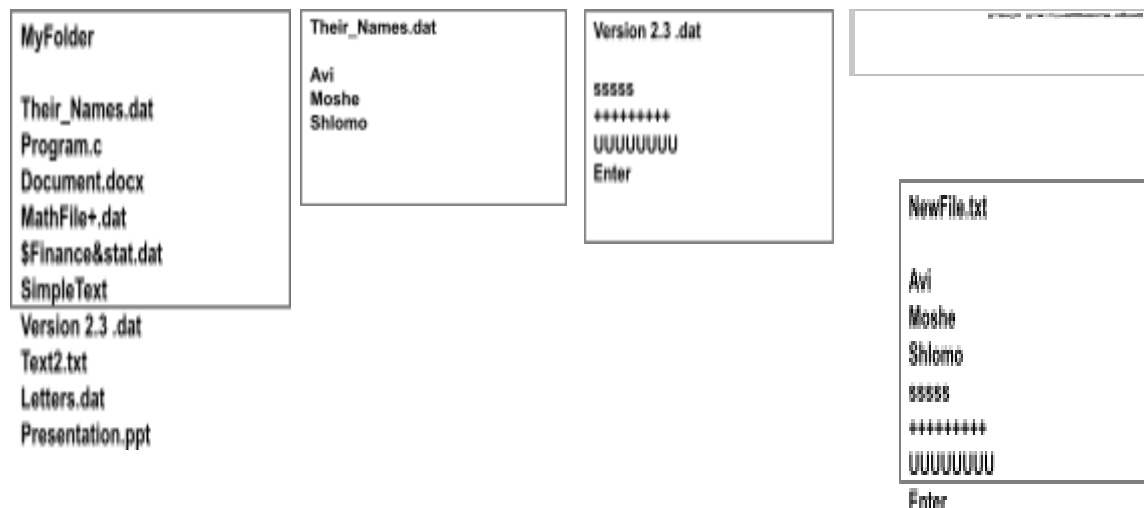 MyFolder
Their_Names.dat
Program.c
Document.docx
MathFile+.dat
$Finance&stat.dat
SimpleText
Version 2.3 .dat
Text2.txt
Letters.dat
Presentation.ppt
Their_Names.dat
Avi
Moshe
Shlomo
Version 2.3 .dat
sssss
+++++++++
UUUUUUUU
Enter
NewFile.txt
Avi
Moshe
Shlomo
sssss
+++++++++
UUUUUUUU
Enter